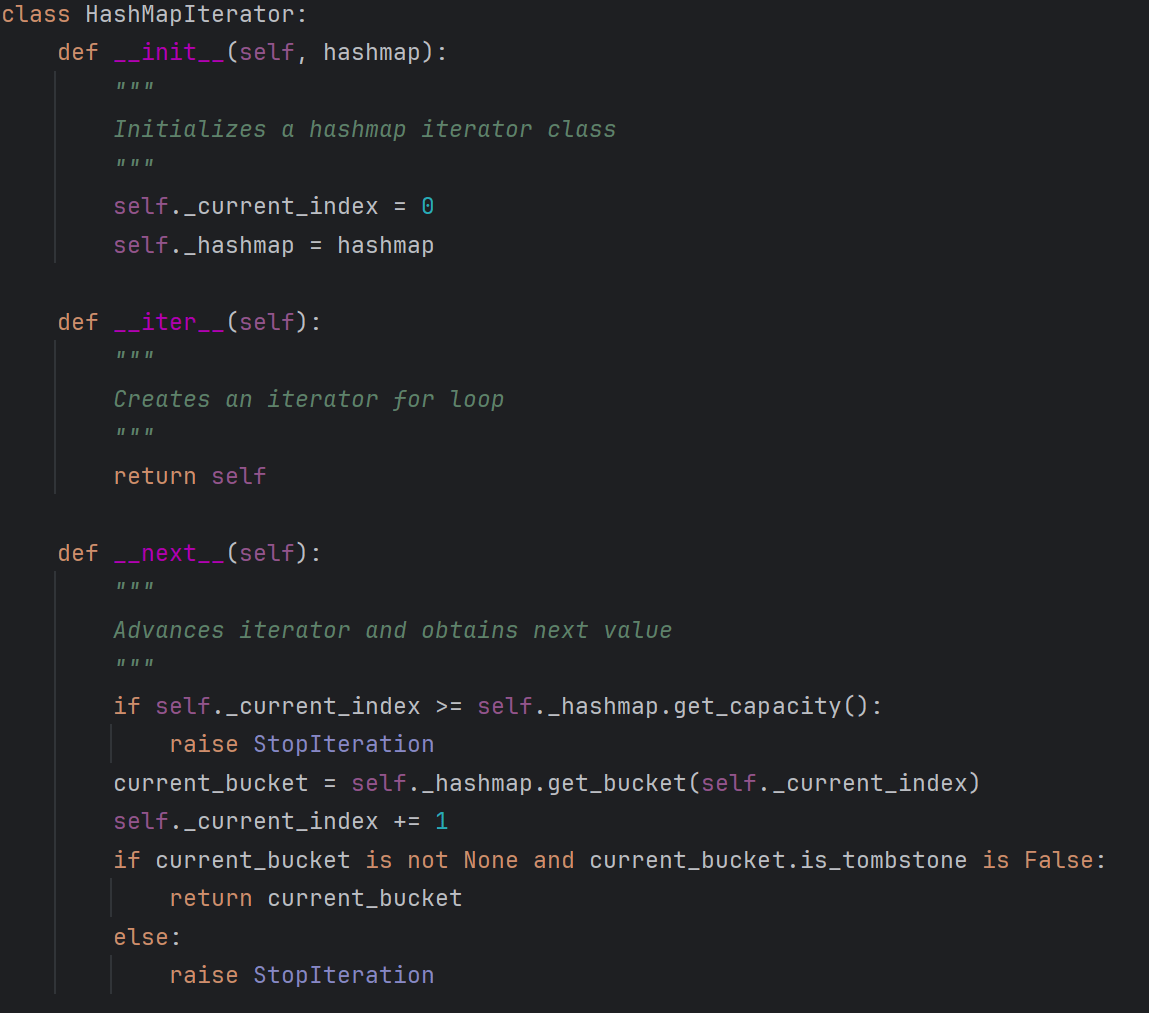 class HashMapIterator:
    def __init__(self, hashmap):
        """
        Initializes a hashmap iterator class
        """
        self._current_index = 0
        self._hashmap = hashmap

    def __iter__(self):
        """
        Creates an iterator for loop
        """
        return self

    def __next__(self):
        """
        Advances iterator and obtains next value
        """
        if self._current_index >= self._hashmap.get_capacity():
            raise StopIteration
        current_bucket = self._hashmap.get_bucket(self._current_index)
        self._current_index += 1
        if current_bucket is not None and current_bucket.is_tombstone is False:
            return current_bucket
        else:
            raise StopIteration